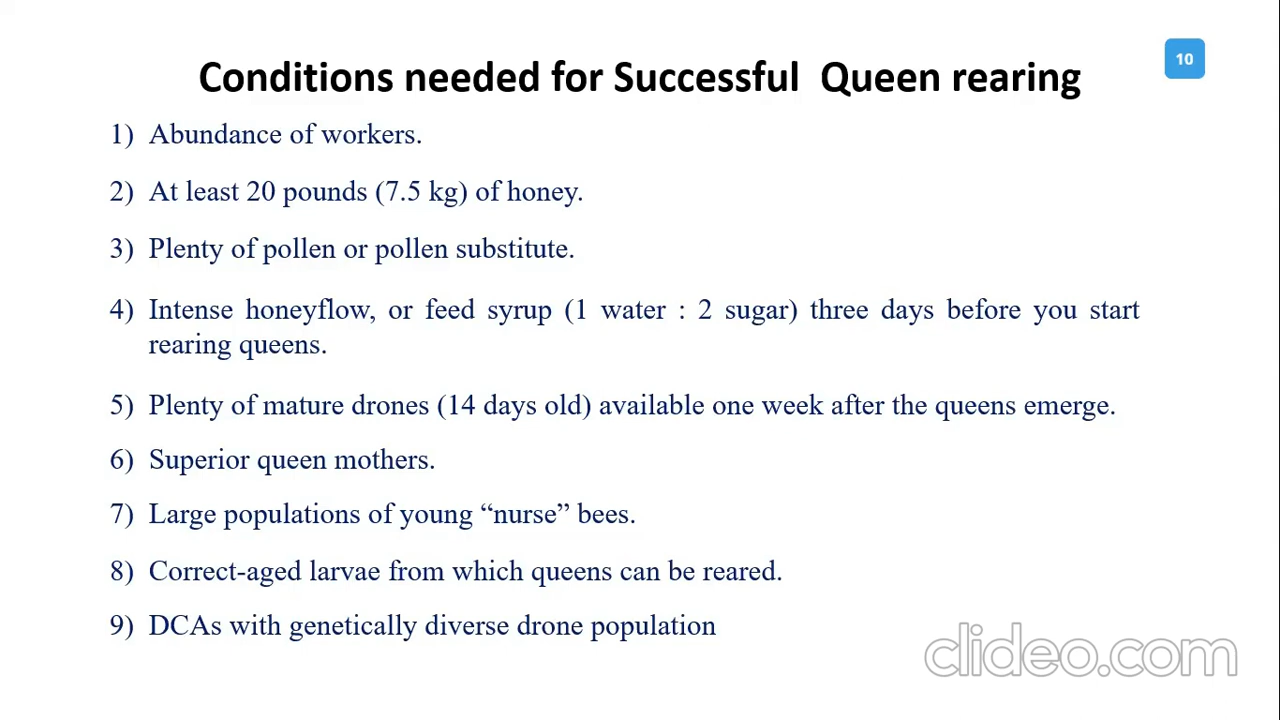 Conditions needed for Successful Queen rearing
10
1) Abundance of workers.
2) At least 20 pounds (7.5 kg) of honey.
3) Plenty of pollen or pollen substitute.
4) Intense honeyflow, or feed syrup (1 water : 2 sugar) three days before you start
rearing queens.
5) Plenty of mature drones (14 days old) available one week after the queens emerge.
6) Superior queen mothers.
7) Large populations of young “nurse” bees.
8) Correct-aged larvae from which queens can be reared.
9) DCAs with genetically diverse drone population
clideo.com